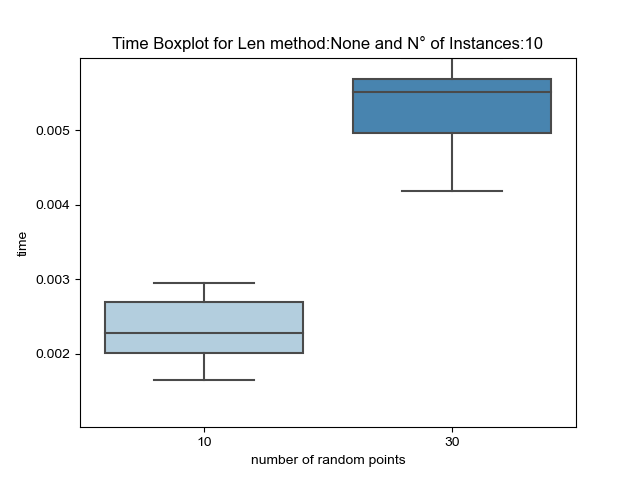 Time Boxplot for Len method:None and N° of Instances:10
0.005
0.004
0.003
0.002
time
10
30
number of random points